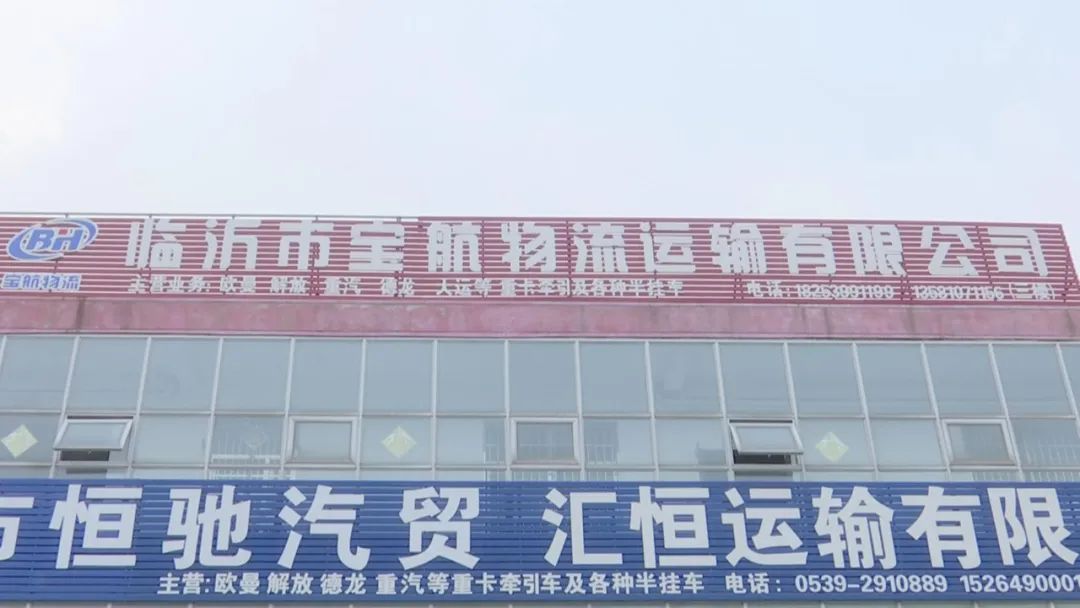 BH 临沂市宝航物流运输有限公司
宝航物流
主营业务:欧曼 解放 重汽 德龙 大运等重卡牵引及各种半挂车 电话:18253991199
恒驰汽贸 汇恒运输有限
主营:欧曼 解放 德龙 重汽等重卡牵引车及各种半挂车 电话:0539-2910889 1526490001